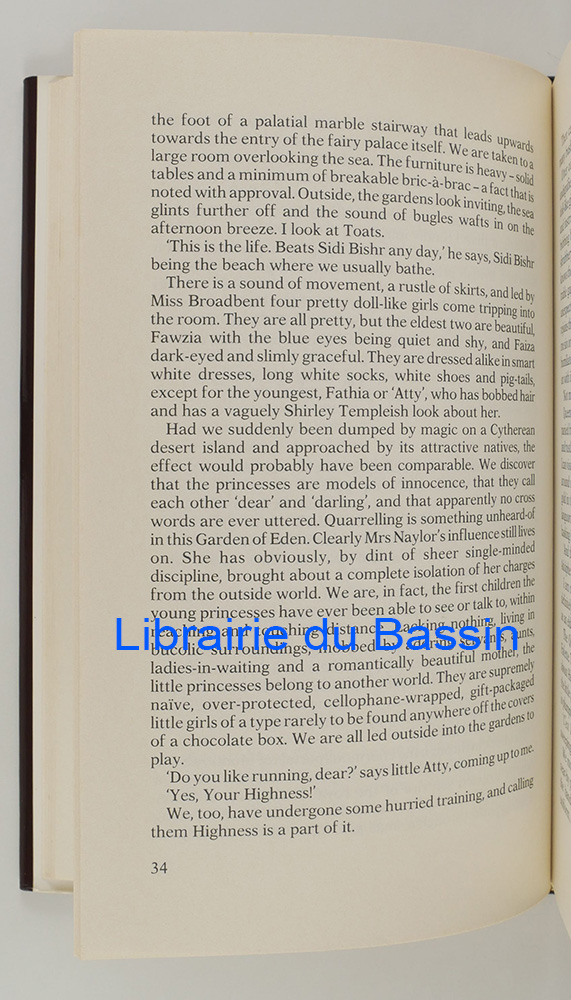 the foot of a palatial marble stairway that leads upwards
towards the entry of the fairy palace itself. We are taken to a
large room overlooking the sea. The furniture is heavy – solid
tables and a minimum of breakable bric-à-brac – a fact that is
noted with approval. Outside, the gardens look inviting, the sea
glints further off and the sound of bugles wafts in on the
afternoon breeze. I look at Toats.
'This is the life. Beats Sidi Bishr any day,' he says, Sidi Bishr
being the beach where we usually bathe.
There is a sound of movement, a rustle of skirts, and led by
Miss Broadbent four pretty doll-like girls come tripping into
the room. They are all pretty, but the eldest two are beautiful,
Fawzia with the blue eyes being quiet and shy, and Faiza
dark-eyed and slimly graceful. They are dressed alike in smart
white dresses, long white socks, white shoes and pig-tails,
except for the youngest, Fathia or 'Atty', who has bobbed hair
and has a vaguely Shirley Templeish look about her.
Had we suddenly been dumped by magic on a Cytherean
desert island and approached by its attractive natives, the
effect would probably have been comparable. We discover
that the princesses are models of innocence, that they call
each other 'dear' and 'darling', and that apparently no cross
words are ever uttered. Quarrelling is something unheard-of
in this Garden of Eden. Clearly Mrs Naylor's influence still lives
on. She has obviously, by dint of sheer single-minded
discipline, brought about a complete isolation of her charges
from the outside world. We are, in fact, the first children the
young princesses have ever been able to see or talk to, within
reaching and touching distance. Lacking nothing, living in
bucolic surroundings, mobbed by adoring servants, aunts,
ladies-in-waiting and a romantically beautiful mother, the
little princesses belong to another world. They are supremely
naïve, over-protected, cellophane-wrapped, gift-packaged
little girls of a type rarely to be found anywhere off the covers
of a chocolate box. We are all led outside into the gardens to
play.
'Do you like running, dear?' says little Atty, coming up to me.
'Yes, Your Highness!'
We, too, have undergone some hurried training, and calling
them Highness is a part of it.
34
Librairie du Bassin